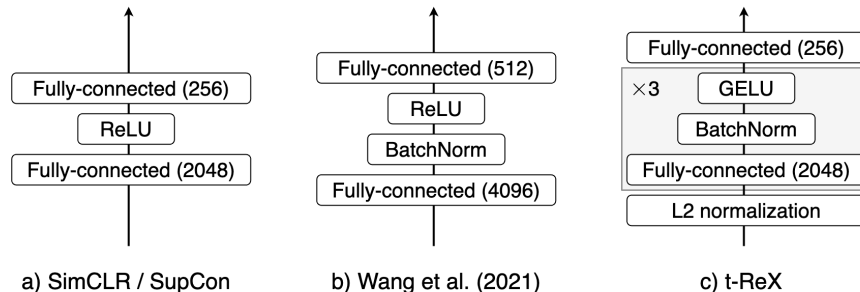 Fully-connected (256)
ReLU
Fully-connected (2048)
a) SimCLR / SupCon
Fully-connected (512)
ReLU
BatchNorm
Fully-connected (4096)
b) Wang et al. (2021)
Fully-connected (256)
×3
GELU
BatchNorm
Fully-connected (2048)
L2 normalization
c) t-ReX